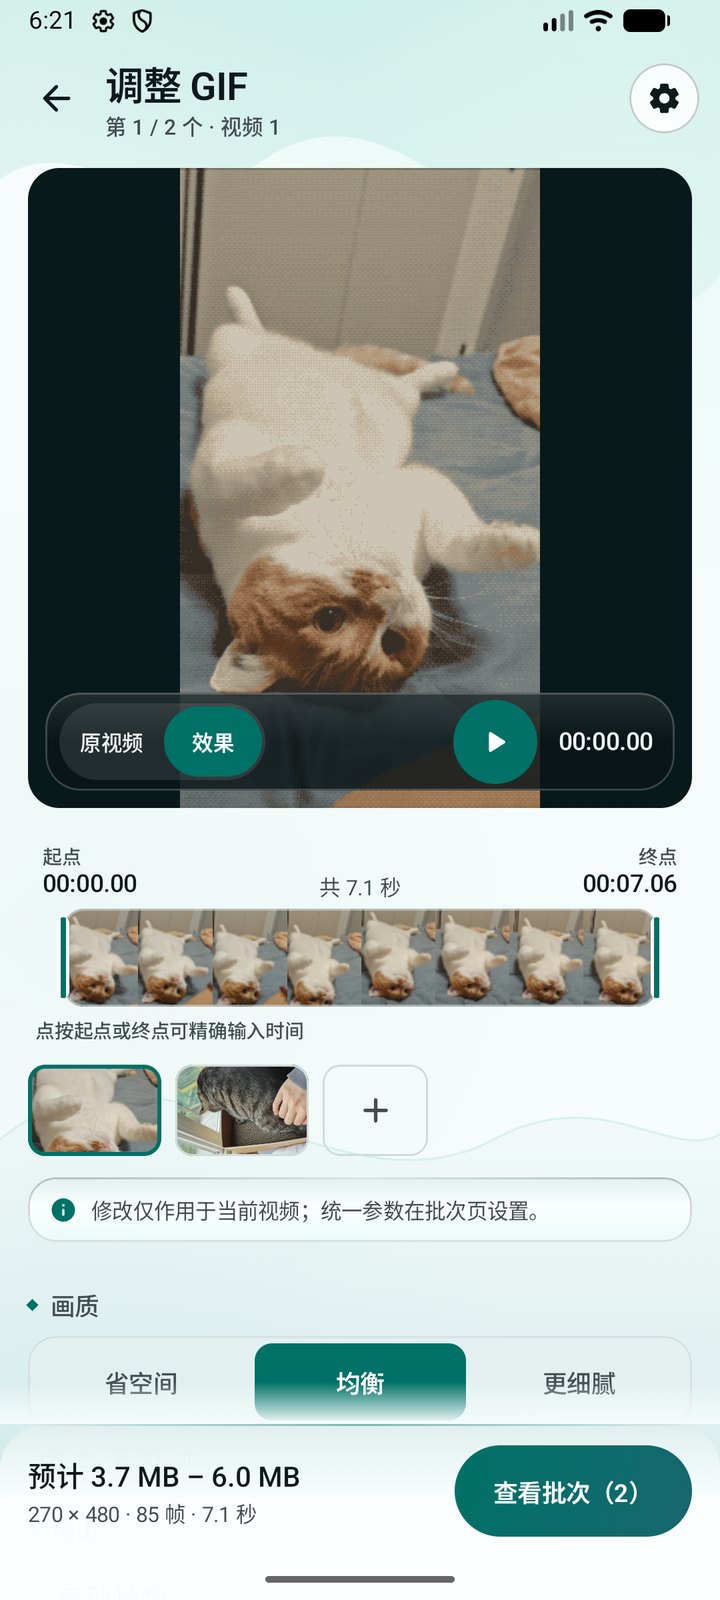 6:21
调整 GIF
第 1 / 2 个 · 视频 1
原视频
效果
00:00.00
起点
终点
00:00.00
共 7.1 秒
00:07.06
点按起点或终点可精确输入时间
修改仅作用于当前视频；统一参数在批次页设置。
画质
省空间
均衡
更细腻
预计 3.7 MB – 6.0 MB
查看批次（2）
270 × 480 · 85 帧 · 7.1 秒